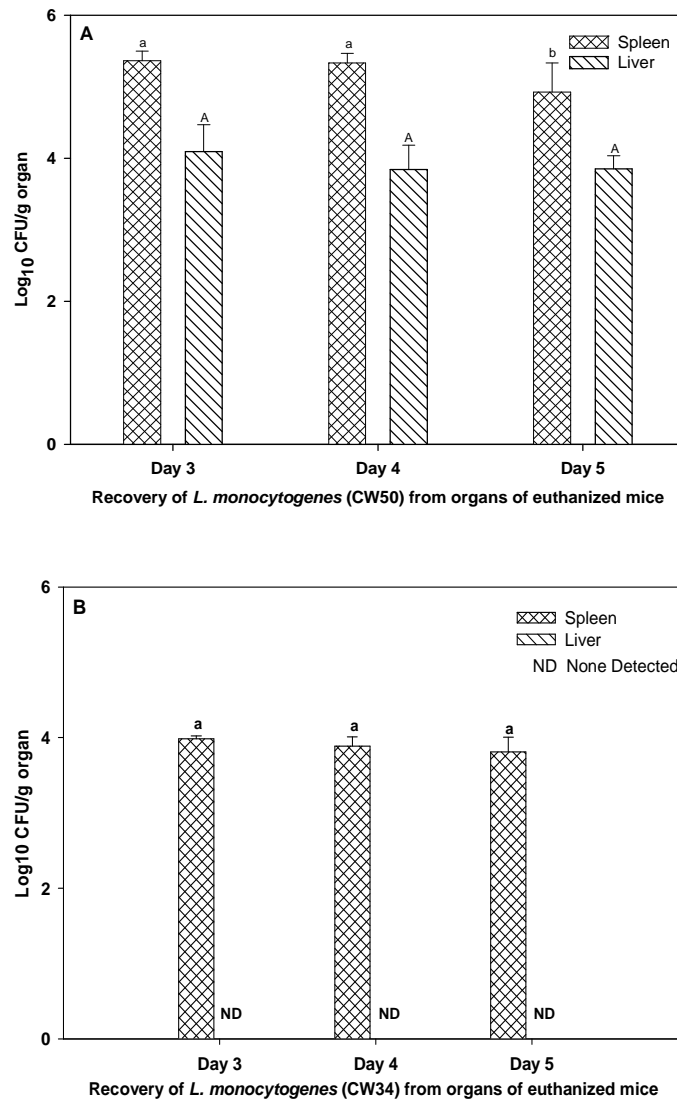 6
A
a
a
b
Spleen
Liver
A
A
A
4
2
0
Log10 CFU/g organ
Day 3
Day 4
Day 5
Recovery of L. monocytogenes (CW50) from organs of euthanized mice
6
B
Spleen
Liver
ND None Detected
a
a
a
4
2
0
Log10 CFU/g organ
ND
ND
ND
Day 3
Day 4
Day 5
Recovery of L. monocytogenes (CW34) from organs of euthanized mice